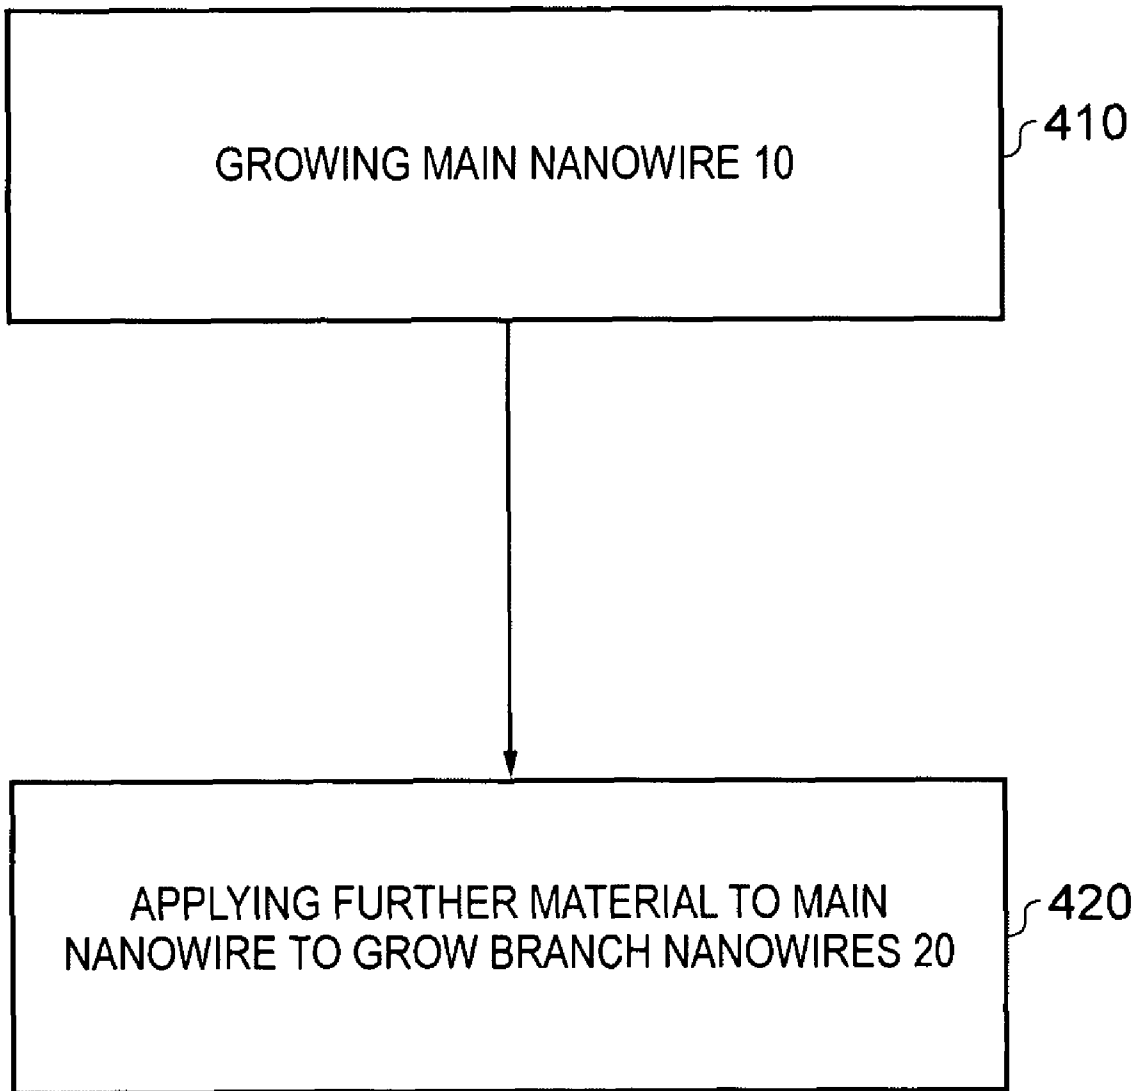 GROWING MAIN NANOWIRE 10
410
APPLYING FURTHER MATERIAL TO MAIN
NANOWIRE TO GROW BRANCH NANOWIRES 20
420